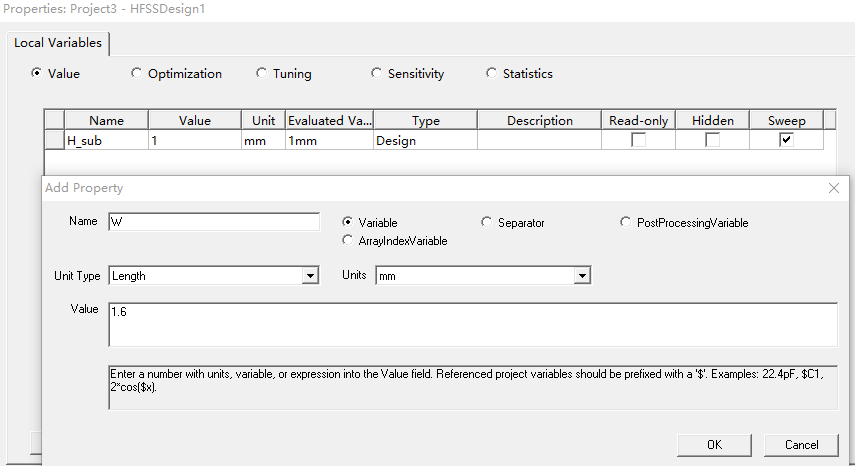 Properties: Project3 - HFSSDesign1
Local Variables
Value Optimization Tuning Sensitivity Statistics
Name Value Unit Evaluated Va... Type Description Read-only Hidden Sweep
H_sub 1 mm 1mm Design
Add Property
Name W Variable Separator PostProcessingVariable
ArrayIndexVariable
Unit Type Length Units mm
Value 1.6
Enter a number with units, variable, or expression into the Value field. Referenced project variables should be prefixed with a '$'. Examples: 22.4pF, $C1,
2*cos($x).
OK Cancel